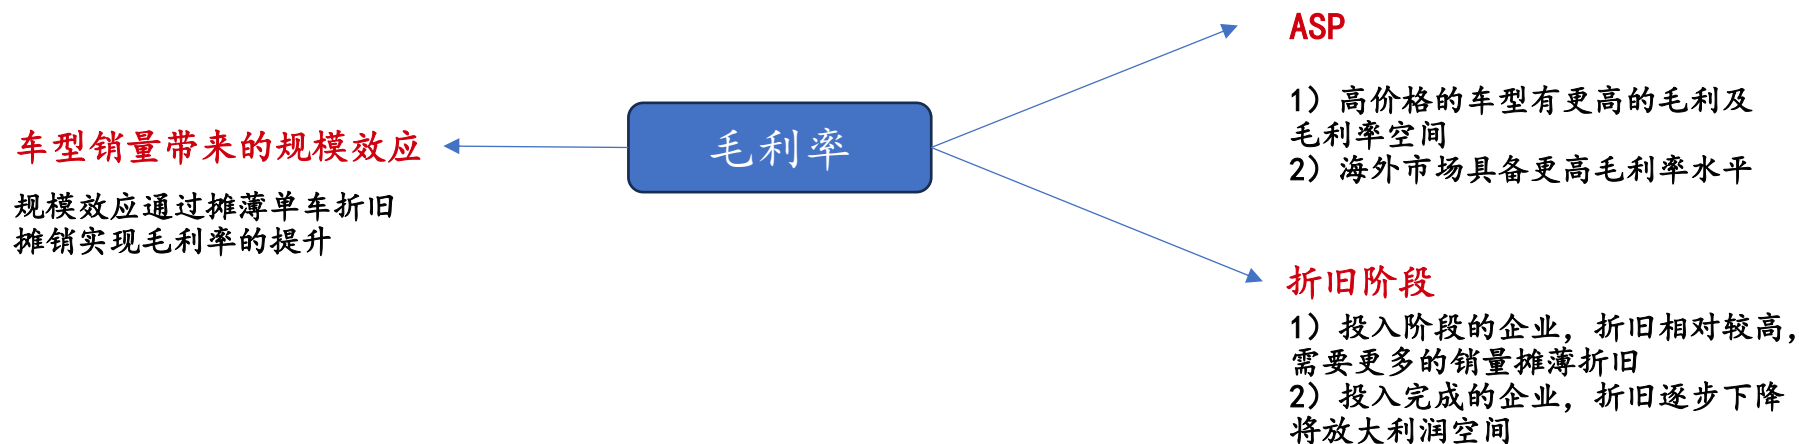 车型销量带来的规模效应
规模效应通过摊薄单车折旧
摊销实现毛利率的提升
毛利率
ASP
1）高价格的车型有更高的毛利及
毛利率空间
2）海外市场具备更高毛利率水平
折旧阶段
1）投入阶段的企业，折旧相对较高，
需要更多的销量摊薄折旧
2）投入完成的企业，折旧逐步下降
将放大利润空间